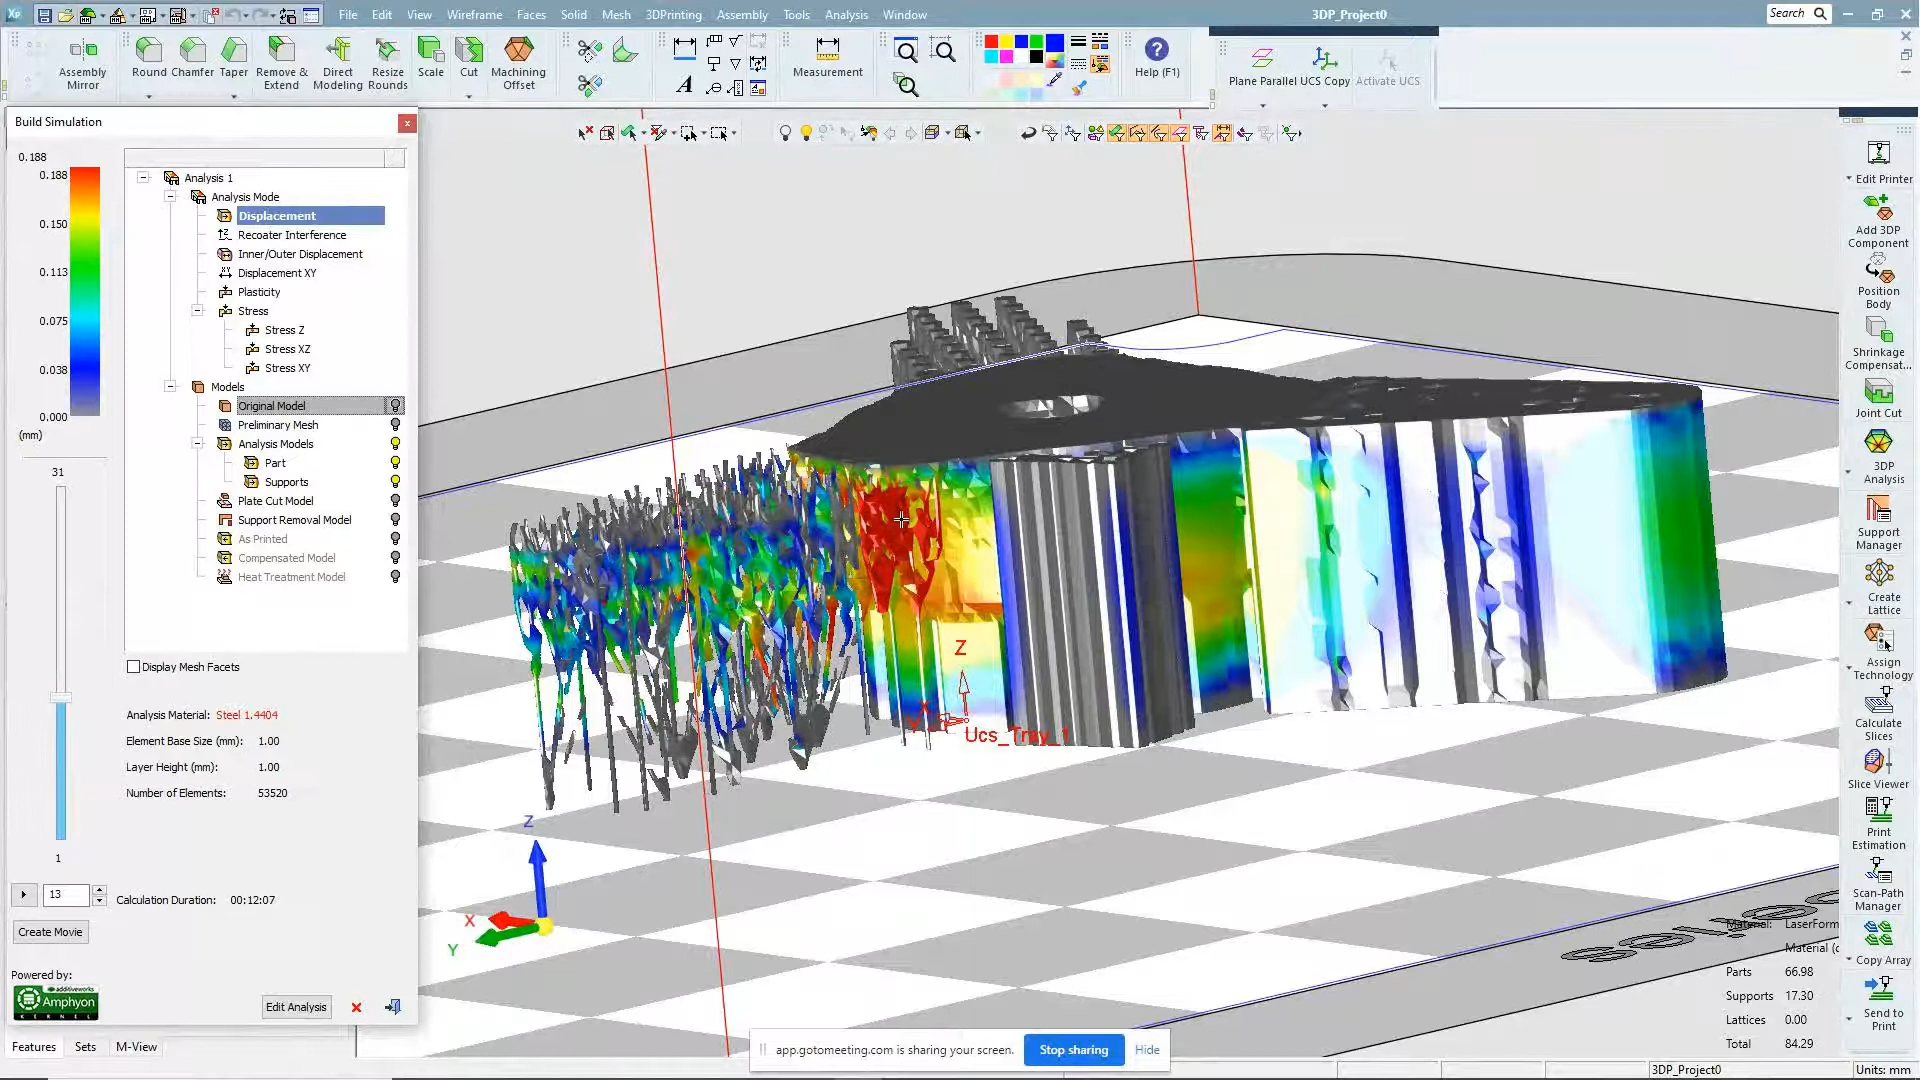 File Edit View Wireframe Faces Solid Mesh 3DPrinting Assembly Tools Analysis Window
3DP_Project0
Search
Assembly Mirror
Round
Chamfer
Taper
Remove & Extend
Direct Modeling
Resize Rounds
Scale
Cut
Machining Offset
Measurement
Help (F1)
Plane Parallel
UCS Copy
Activate UCS
Build Simulation
0.188
0.188
0.150
0.113
0.075
0.038
0.000
(mm)
31
1
13
Analysis 1
Analysis Mode
Displacement
Recoater Interference
Inner/Outer Displacement
Displacement XY
Plasticity
Stress
Stress Z
Stress XZ
Stress XY
Models
Original Model
Preliminary Mesh
Analysis Models
Part
Supports
Plate Cut Model
Support Removal Model
As Printed
Compensated Model
Heat Treatment Model
Display Mesh Facets
Analysis Material: Steel 1.4404
Element Base Size (mm): 1.00
Layer Height (mm): 1.00
Number of Elements: 53520
Calculation Duration: 00:12:07
Create Movie
Powered by:
additiveworks
Amphyon
KERNEL
Edit Analysis
Features Sets M-View
Z
X
Y
Ucs_Tray_1
Z
X
Y
Edit Printer
Add 3DP Component
Position Body
Shrinkage Compensat...
Joint Cut
3DP Analysis
Support Manager
Create Lattice
Assign Technology
Calculate Slices
Slice Viewer
Print Estimation
Scan-Path Manager
Copy Array
Send to Print
Material: LaserForm
Material (c
Parts 66.98
Supports 17.30
Lattices 0.00
Total 84.29
app.gotomeeting.com is sharing your screen.
Stop sharing
Hide
3DP_Project0
Units: mm